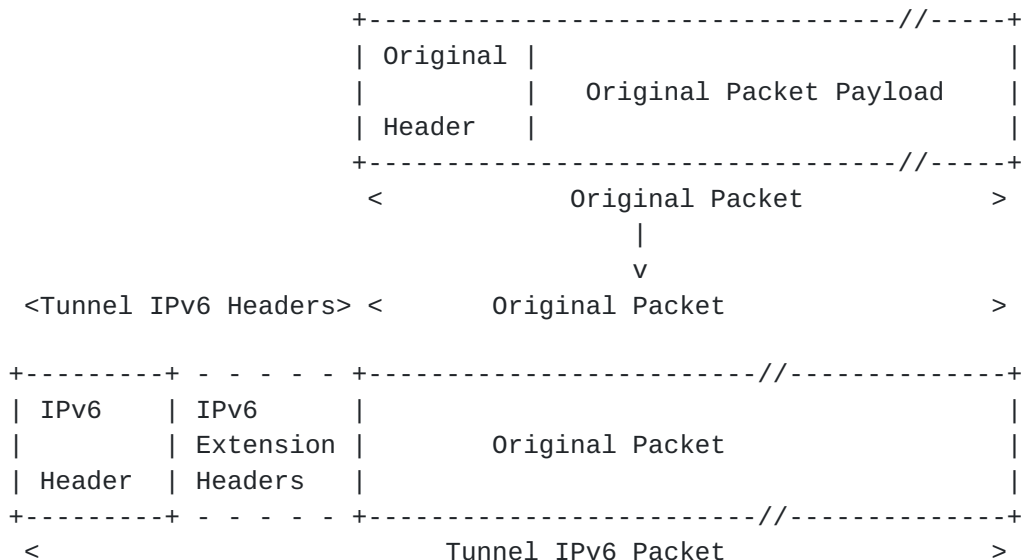 +----------------------------------//-----+
| Original |                              |
|          |   Original Packet Payload    |
| Header   |                              |
+----------------------------------//-----+
<            Original Packet            >
|
v
<Tunnel IPv6 Headers> <       Original Packet                 >
+---------+ - - - - - +-------------------------//--------------+
| IPv6    | IPv6      |                                         |
|         | Extension |        Original Packet                  |
| Header  | Headers   |                                         |
+---------+ - - - - - +-------------------------//--------------+
<                          Tunnel IPv6 Packet                 >